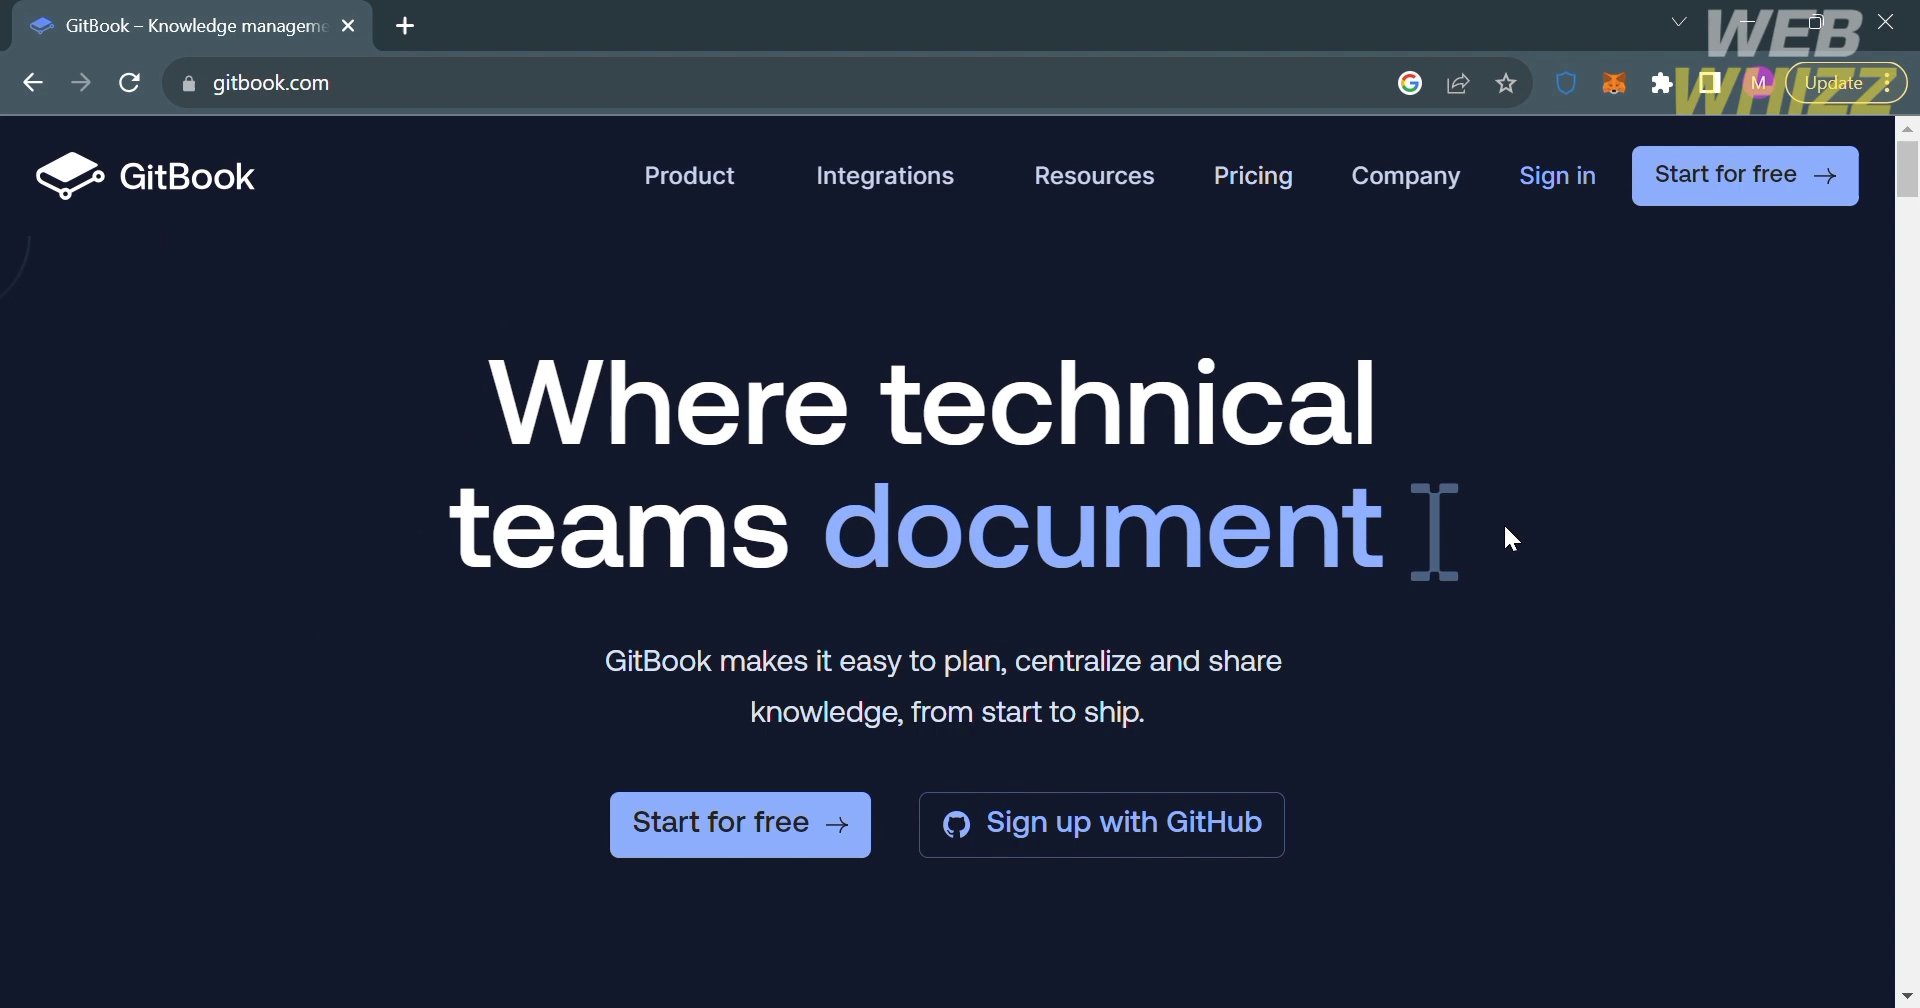 GitBook – Knowledge manageme
WEB
WHIZZ
gitbook.com
M
Update
GitBook
Product
Integrations
Resources
Pricing
Company
Sign in
Start for free →
Where technical
teams document
GitBook makes it easy to plan, centralize and share
knowledge, from start to ship.
Start for free →
Sign up with GitHub